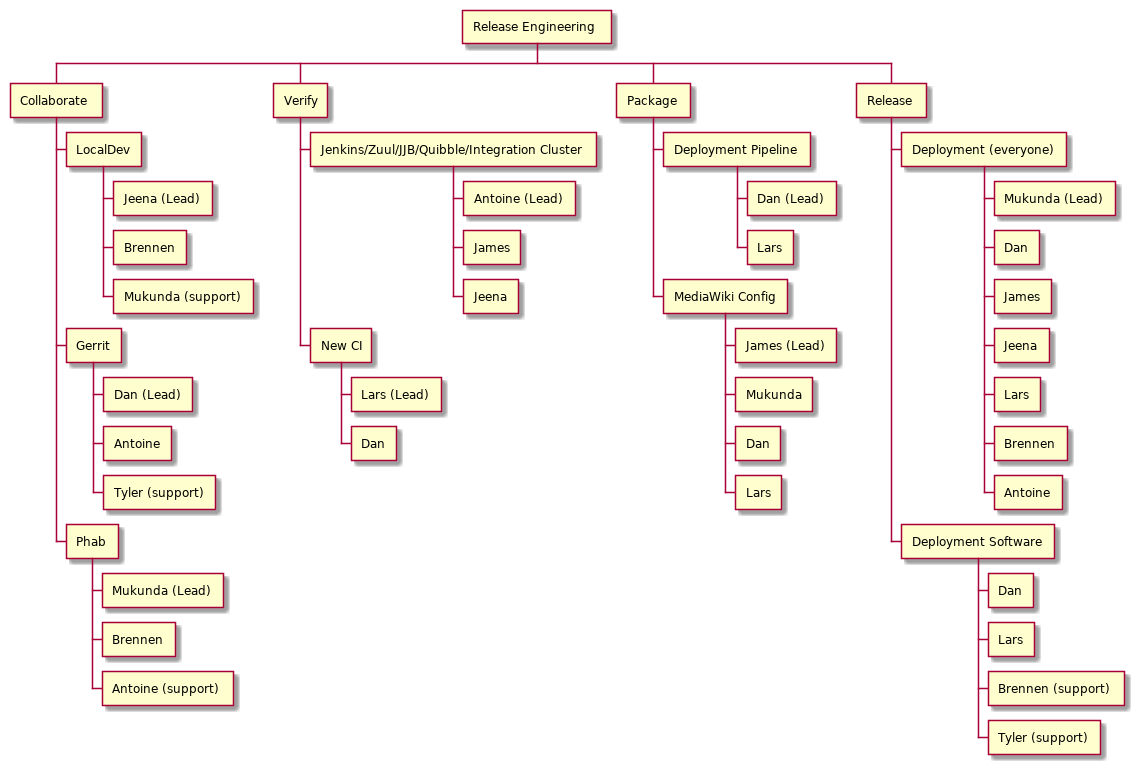 Release Engineering
Collaborate
LocalDev
Jeena (Lead)
Brennen
Mukunda (support)
Gerrit
Dan (Lead)
Antoine
Tyler (support)
Phab
Mukunda (Lead)
Brennen
Antoine (support)
Verify
Jenkins/Zuul/JJB/Quibble/Integration Cluster
Antoine (Lead)
James
Jeena
New CI
Lars (Lead)
Dan
Package
Deployment Pipeline
Dan (Lead)
Lars
MediaWiki Config
James (Lead)
Mukunda
Dan
Lars
Release
Deployment (everyone)
Mukunda (Lead)
Dan
James
Jeena
Lars
Brennen
Antoine
Deployment Software
Dan
Lars
Brennen (support)
Tyler (support)